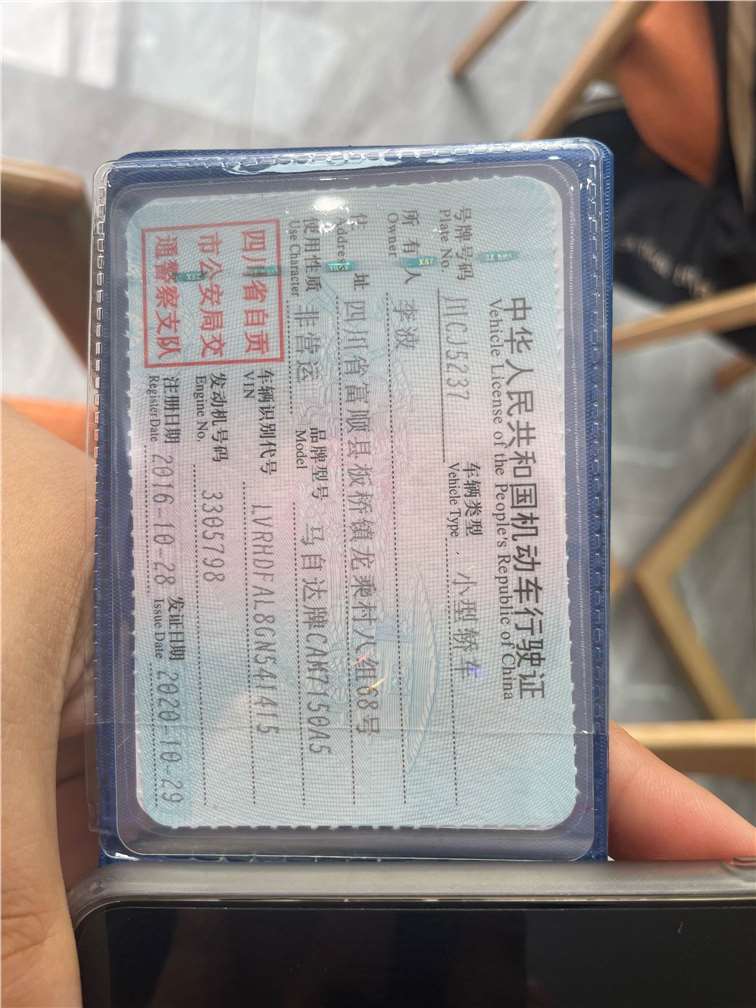 中华人民共和国机动车行驶证
Vehicle License of the People's Republic of China
号牌号码 川CJ5237 车辆类型 小型轿车
Plate No. Vehicle Type
所有人 李波
Owner
住址 四川省富顺县板桥镇龙乘村八组68号
Address
使用性质 非营运 品牌型号 马自达牌CAM7150A5
Use Character Model
四川省自贡
市公安局交
通警察支队
车辆识别代号 LVRHDFAL8GN541415
VIN
发动机号码 3305798
Engine No.
注册日期 2016-10-28 发证日期 2020-10-29
Register Date Issue Date